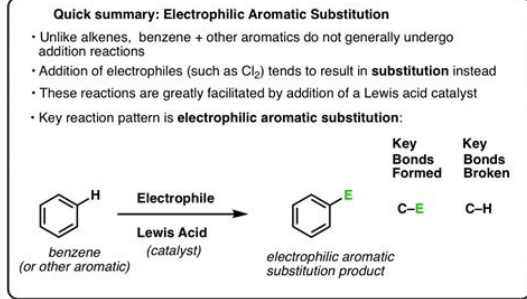 Quick summary: Electrophilic Aromatic Substitution
• Unlike alkenes, benzene + other aromatics do not generally undergo
addition reactions
• Addition of electrophiles (such as Cl₂) tends to result in substitution instead
• These reactions are greatly facilitated by addition of a Lewis acid catalyst
• Key reaction pattern is electrophilic aromatic substitution:
Key Bonds Formed
Key Bonds Broken
H
Electrophile
E
C–E
C–H
Lewis Acid
(catalyst)
benzene
(or other aromatic)
electrophilic aromatic
substitution product